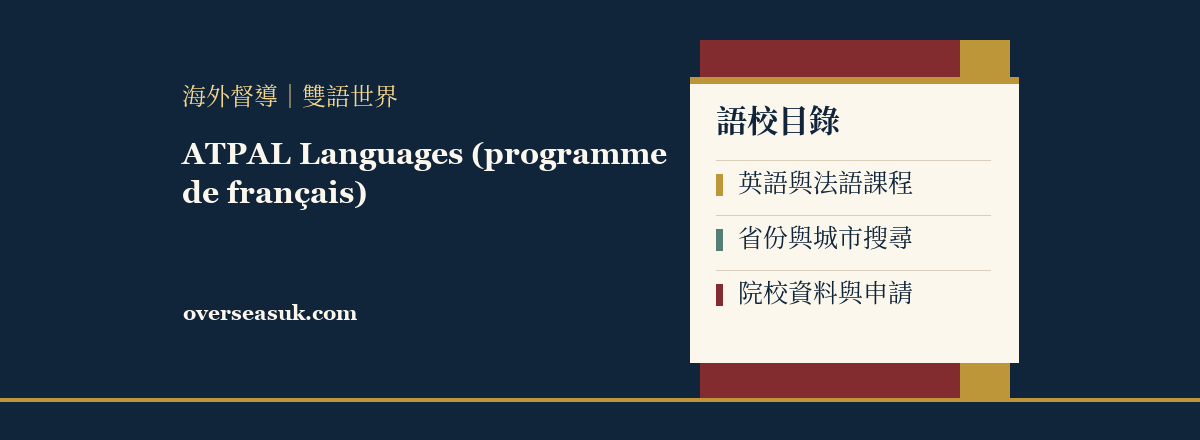 海外督導｜雙語世界
ATPAL Languages (programme
de français)
overseasuk.com
語校目錄
英語與法語課程
省份與城市搜尋
院校資料與申請